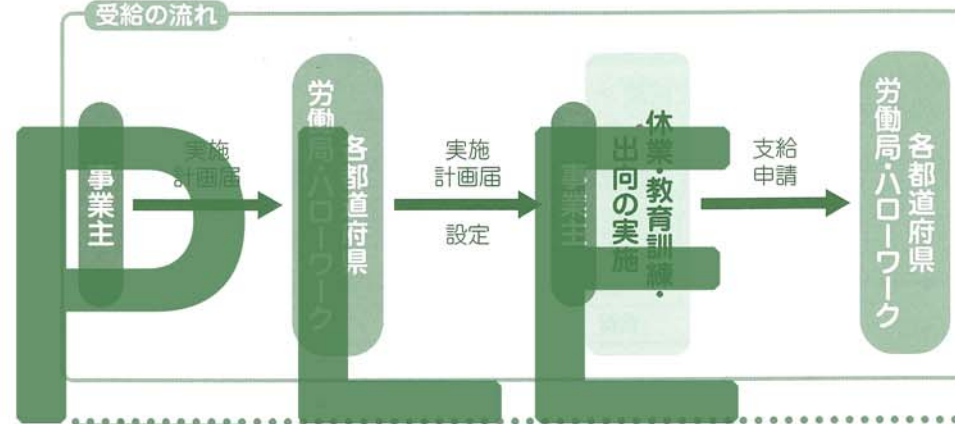 受給の流れ
事業主
実施
計画届
各都道府県
労働局・ハローワーク
実施
計画届
設定
事業主
休業・教育訓練・
出向の実施
支給
申請
各都道府県
労働局・ハローワーク
PLE